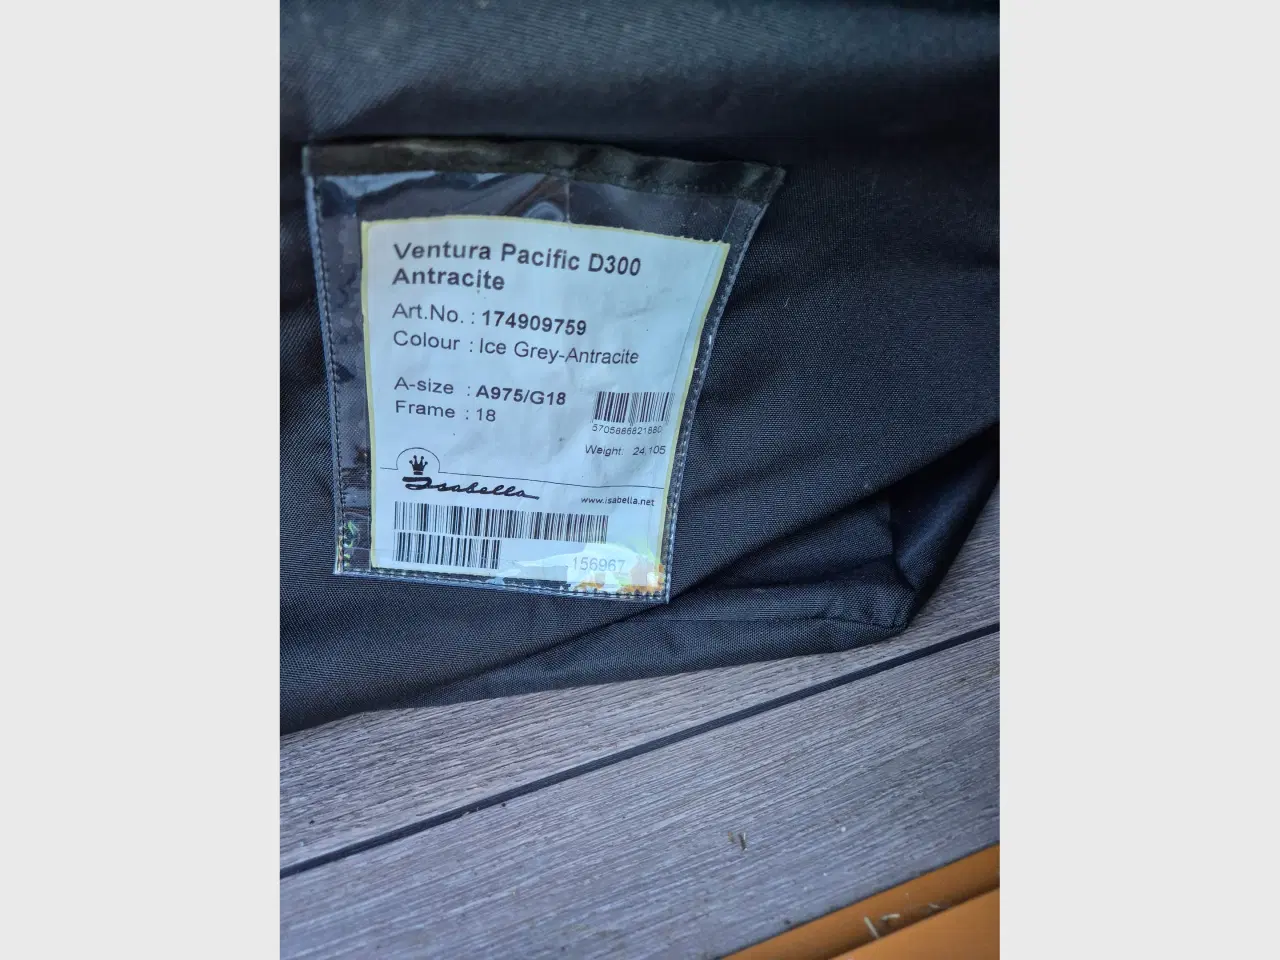 Ventura Pacific D300
Antracite
Art.No. : 174909759
Colour : Ice Grey-Antracite
A-size : A975/G18
Frame : 18
Weight: 24,105
Isabella
www.isabella.net
156967